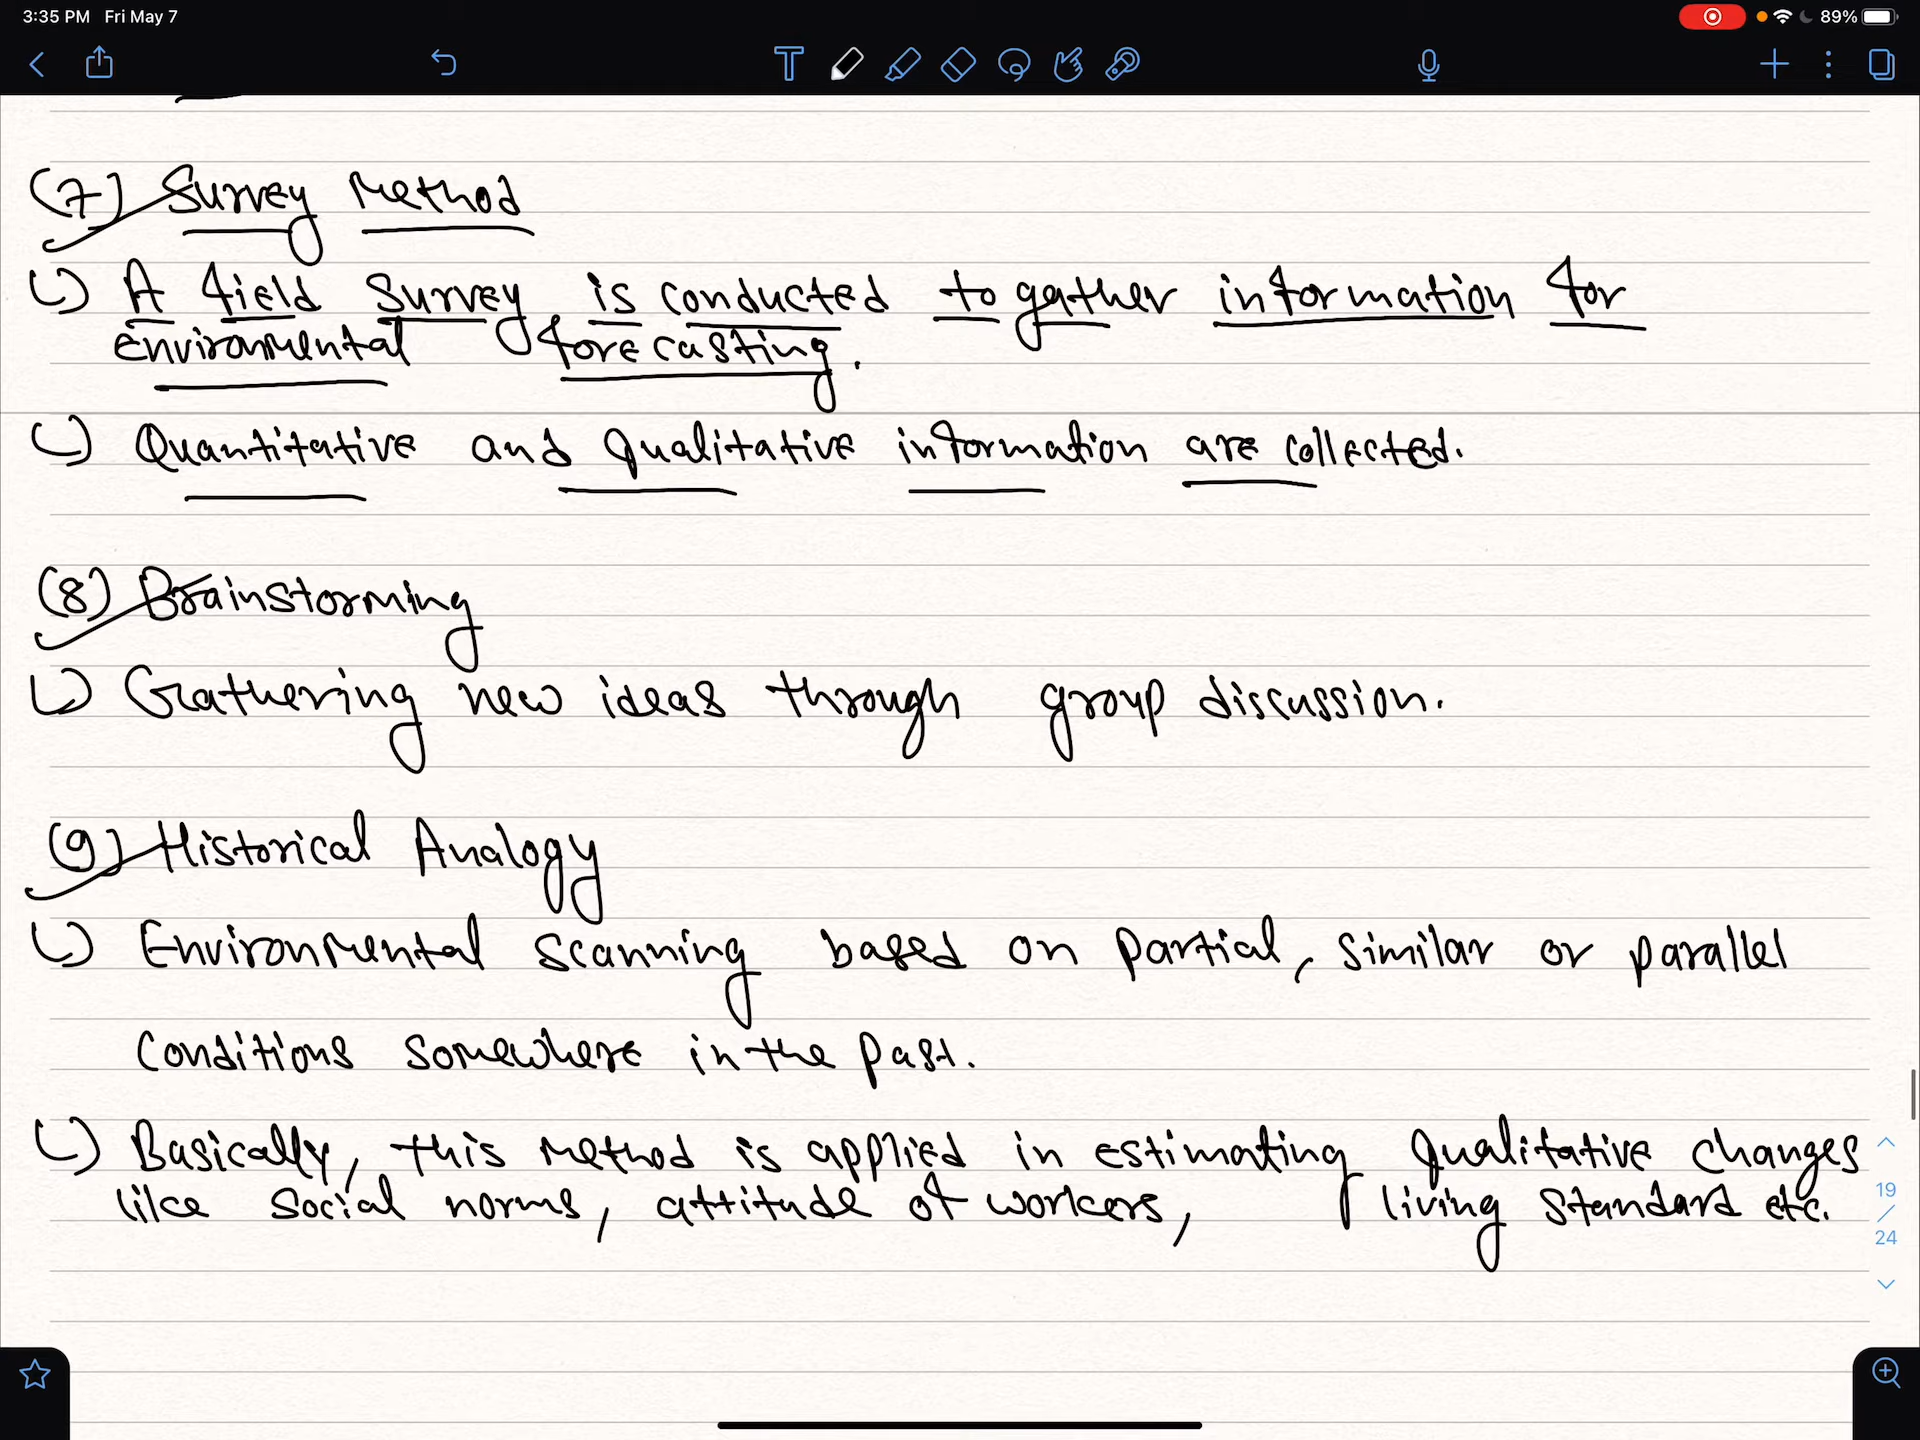 3:35 PM Fri May 7
89%
(7) Survey Method
A field survey is conducted to gather information for
environmental forecasting.
Quantitative and qualitative information are collected.
(8) Brainstorming
Gathering new ideas through group discussion.
(9) Historical Analogy
Environmental scanning based on partial, similar or parallel
conditions somewhere in the past.
Basically, this method is applied in estimating qualitative changes
like social norms, attitude of workers, living standard etc.
19
/
24